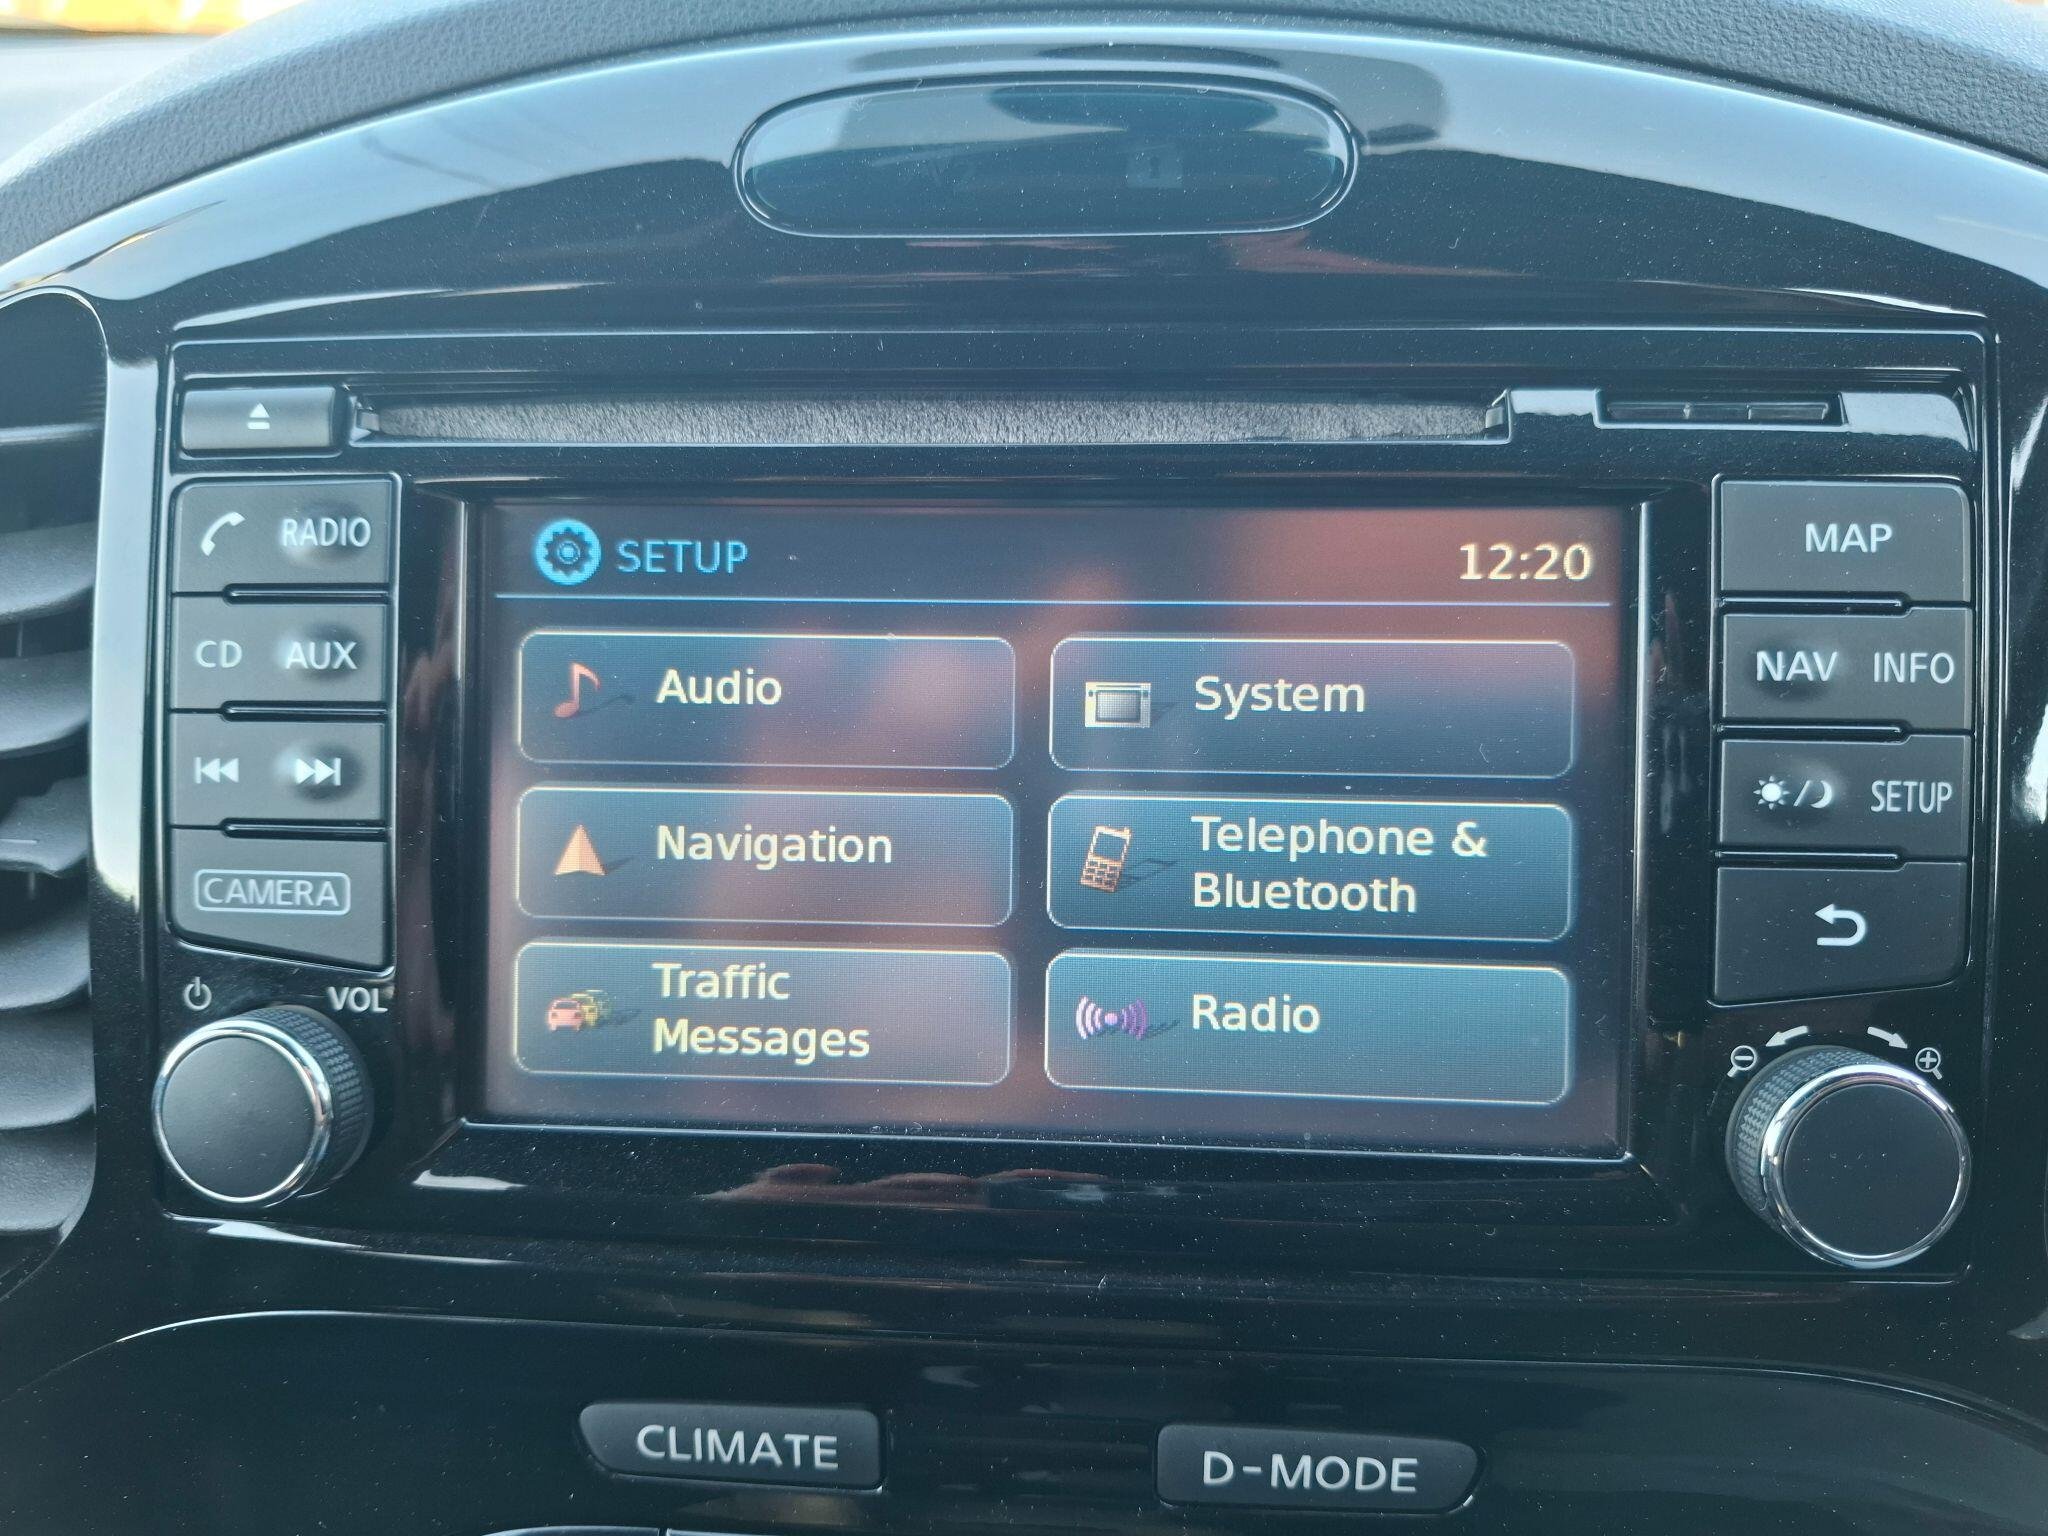 RADIO
CD AUX
CAMERA
VOL
SETUP 12:20
Audio
System
Navigation
Telephone &
Bluetooth
Traffic
Messages
Radio
MAP
NAV INFO
SETUP
CLIMATE
D-MODE